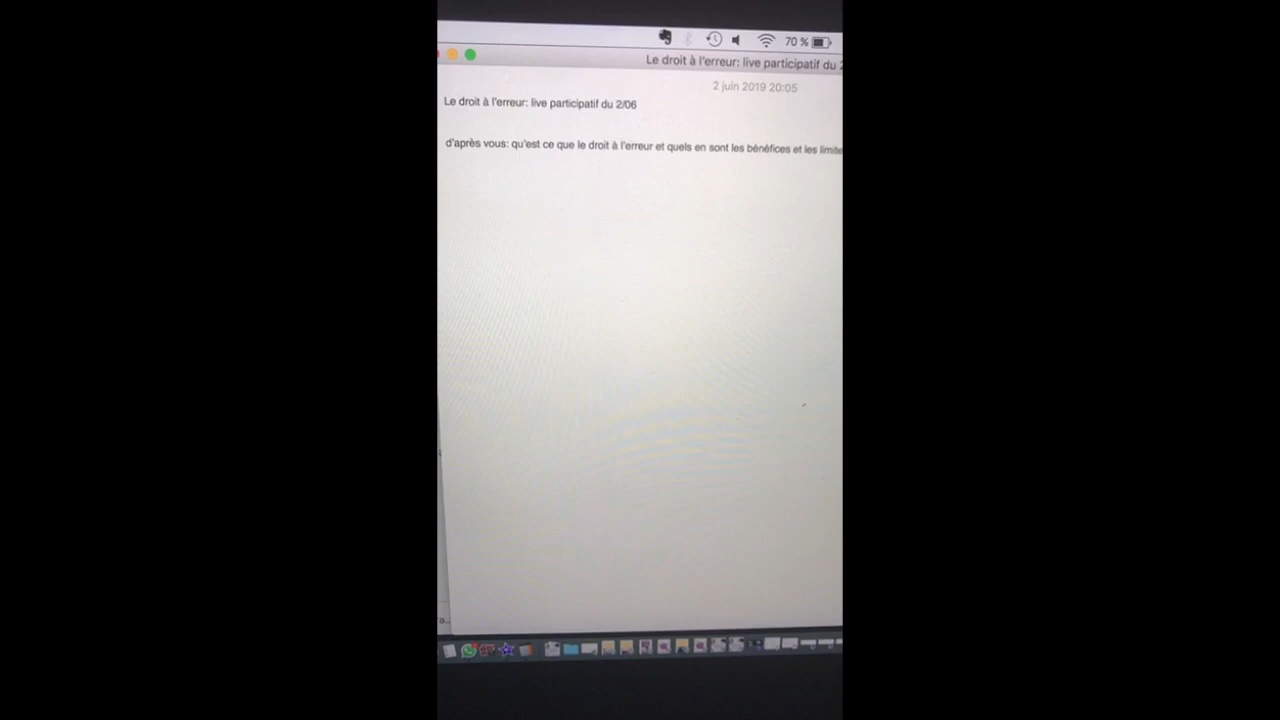 70 %
Le droit à l'erreur: live participatif du
2 juin 2019 20:05
Le droit à l'erreur: live participatif du 2/06
d'après vous: qu'est ce que le droit à l'erreur et quels en sont les bénéfices et les limite